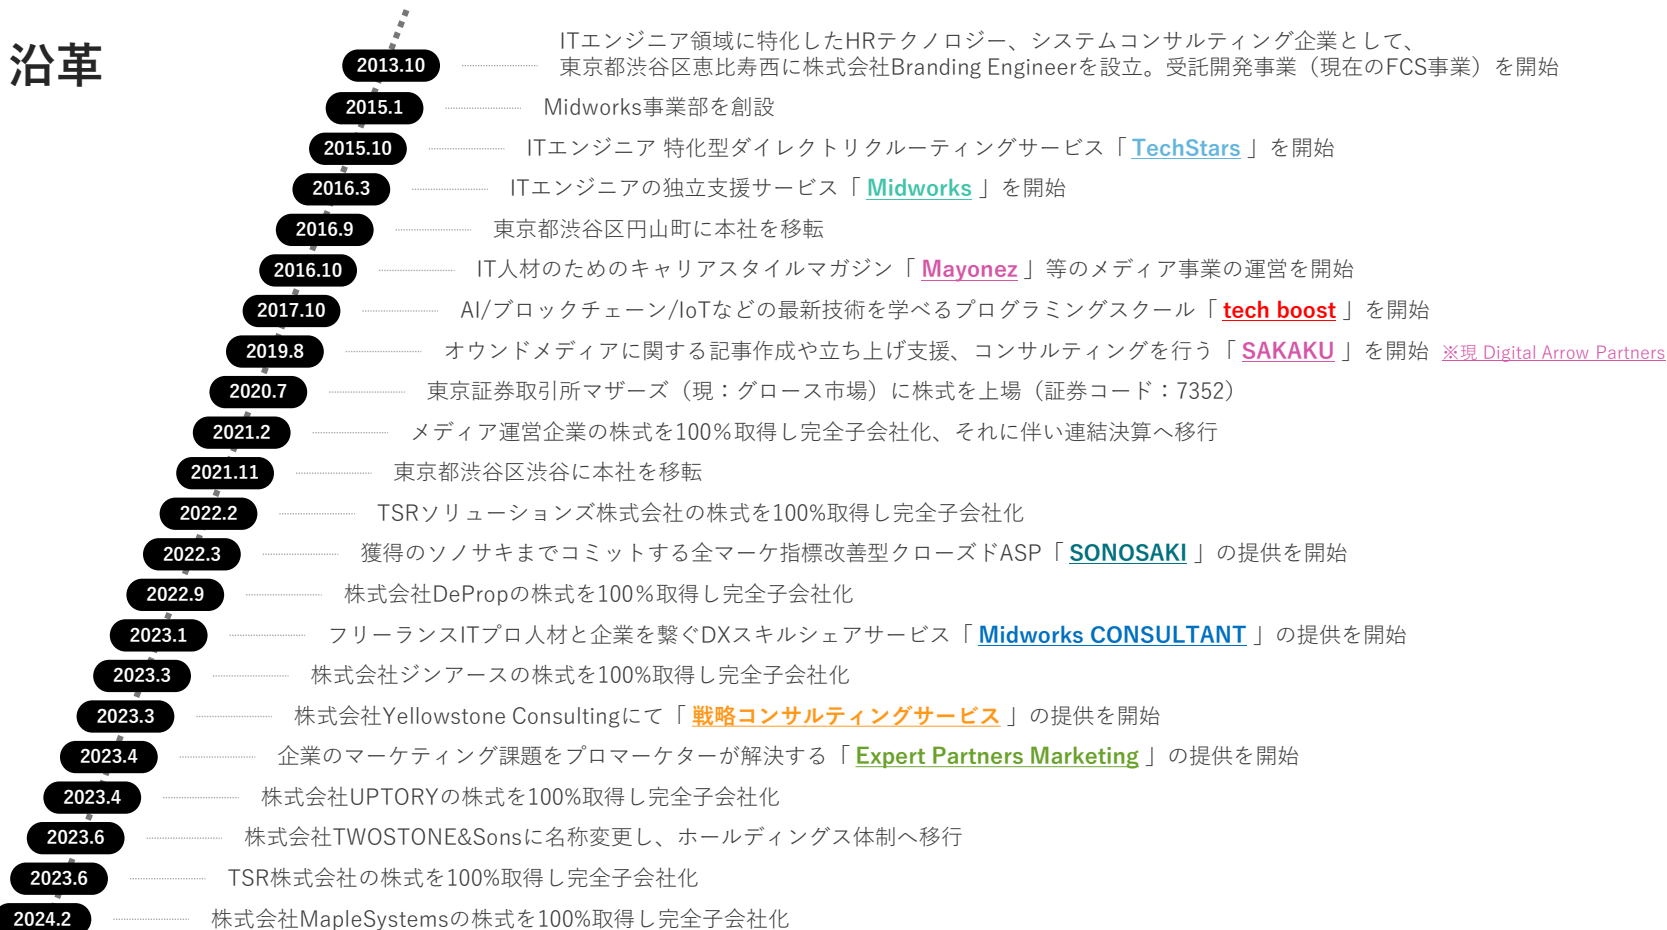 沿革
2013.10 ITエンジニア領域に特化したHRテクノロジー、システムコンサルティング企業として、
東京都渋谷区恵比寿西に株式会社Branding Engineerを設立。受託開発事業（現在のFCS事業）を開始
2015.1 Midworks事業部を創設
2015.10 ITエンジニア 特化型ダイレクトリクルーティングサービス「 TechStars 」を開始
2016.3 ITエンジニアの独立支援サービス「 Midworks 」を開始
2016.9 東京都渋谷区円山町に本社を移転
2016.10 IT人材のためのキャリアスタイルマガジン「 Mayonez 」等のメディア事業の運営を開始
2017.10 AI/ブロックチェーン/IoTなどの最新技術を学べるプログラミングスクール「 tech boost 」を開始
2019.8 オウンドメディアに関する記事作成や立ち上げ支援、コンサルティングを行う「 SAKAKU 」を開始 ※現 Digital Arrow Partners
2020.7 東京証券取引所マザーズ（現：グロース市場）に株式を上場（証券コード：7352）
2021.2 メディア運営企業の株式を100％取得し完全子会社化、それに伴い連結決算へ移行
2021.11 東京都渋谷区渋谷に本社を移転
2022.2 TSRソリューションズ株式会社の株式を100%取得し完全子会社化
2022.3 獲得のソノサキまでコミットする全マーケ指標改善型クローズドASP「 SONOSAKI 」の提供を開始
2022.9 株式会社DePropの株式を100％取得し完全子会社化
2023.1 フリーランスITプロ人材と企業を繋ぐDXスキルシェアサービス「 Midworks CONSULTANT 」の提供を開始
2023.3 株式会社ジンアースの株式を100%取得し完全子会社化
2023.3 株式会社Yellowstone Consultingにて「 戦略コンサルティングサービス 」の提供を開始
2023.4 企業のマーケティング課題をプロマーケターが解決する「 Expert Partners Marketing 」の提供を開始
2023.4 株式会社UPTORYの株式を100%取得し完全子会社化
2023.6 株式会社TWOSTONE&Sonsに名称変更し、ホールディングス体制へ移行
2023.6 TSR株式会社の株式を100%取得し完全子会社化
2024.2 株式会社MapleSystemsの株式を100%取得し完全子会社化